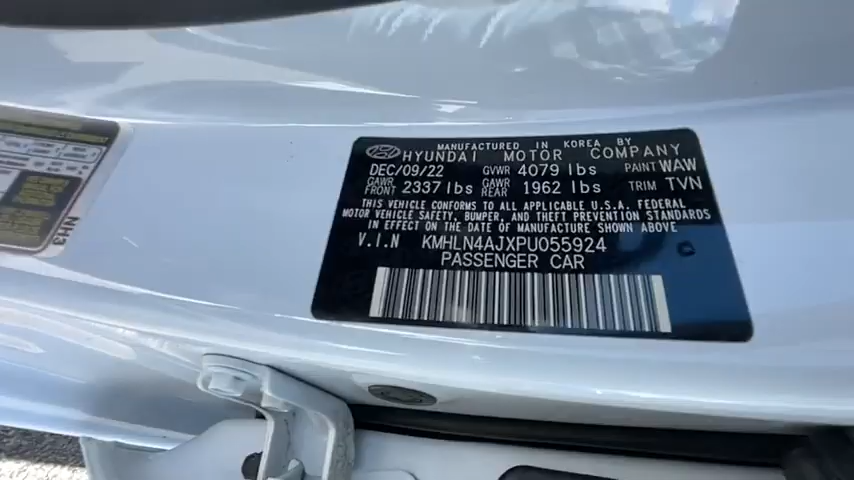 MANUFACTURED IN KOREA BY
HYUNDAI MOTOR COMPANY
DEC/09/22 GVWR 4079 lbs PAINT WAW
GAWR FRONT 2337 lbs GAWR REAR 1962 lbs TRIM TVN
THIS VEHICLE CONFORMS TO ALL APPLICABLE U.S.A. FEDERAL
MOTOR VEHICLE SAFETY, BUMPER, AND THEFT PREVENTION STANDARDS
IN EFFECT ON THE DATE OF MANUFACTURE SHOWN ABOVE
V.I.N KMHLN4AJXPU055924
PASSENGER CAR
NH3